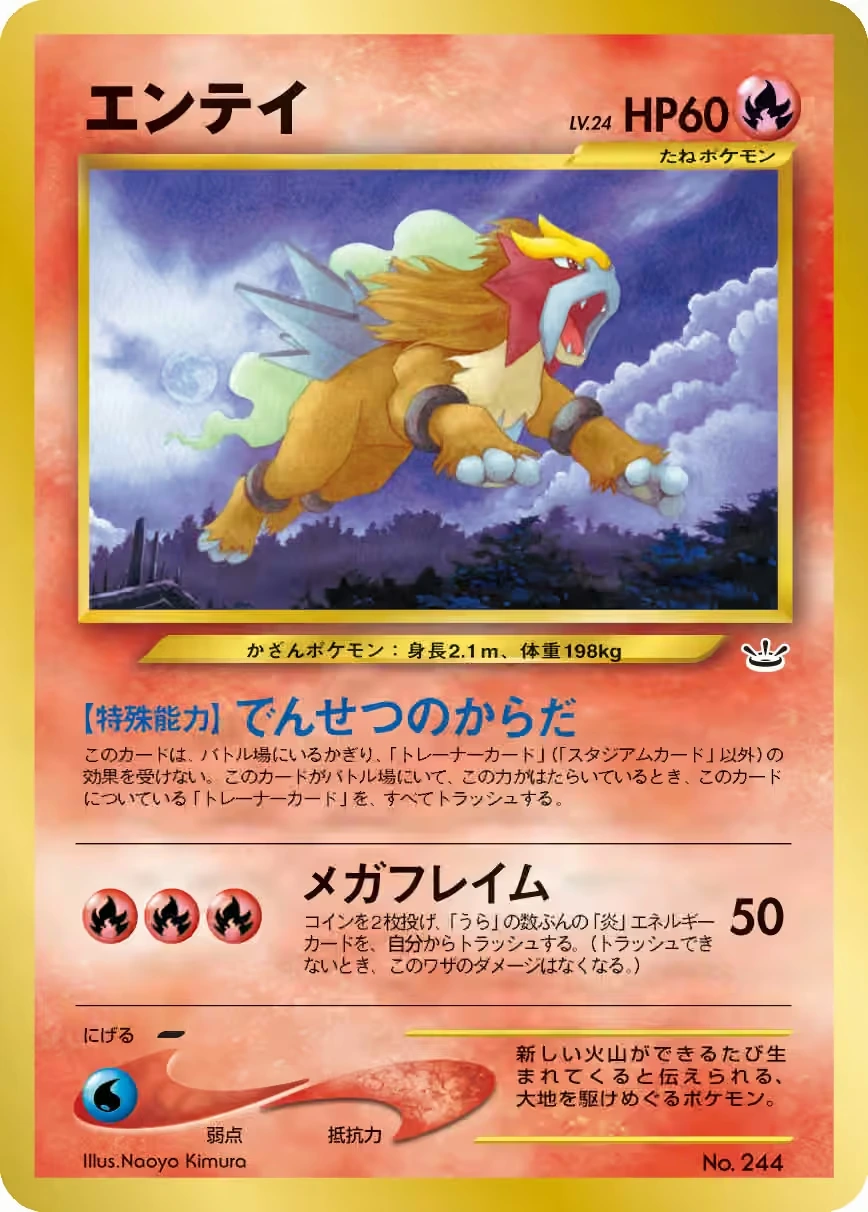 エンテイ
LV.24 HP60
たねポケモン
かざんポケモン：身長2.1m、体重198kg
【特殊能力】でんせつのからだ
このカードは、バトル場にいるかぎり、「トレーナーカード」（「スタジアムカード」以外）の
効果を受けない。このカードがバトル場にいて、この力がはたらいているとき、このカード
についている「トレーナーカード」を、すべてトラッシュする。
メガフレイム
コインを2枚投げ、「うら」の数ぶんの「炎」エネルギー
カードを、自分からトラッシュする。（トラッシュでき
ないとき、このワザのダメージはなくなる。）
50
にげる
弱点
抵抗力
新しい火山ができるたび生
まれてくると伝えられる、
大地を駆けめぐるポケモン。
Illus.Naoyo Kimura
No. 244